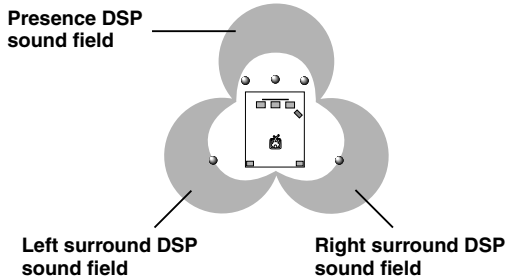 Presence DSP
sound field
Left surround DSP
sound field
Right surround DSP
sound field